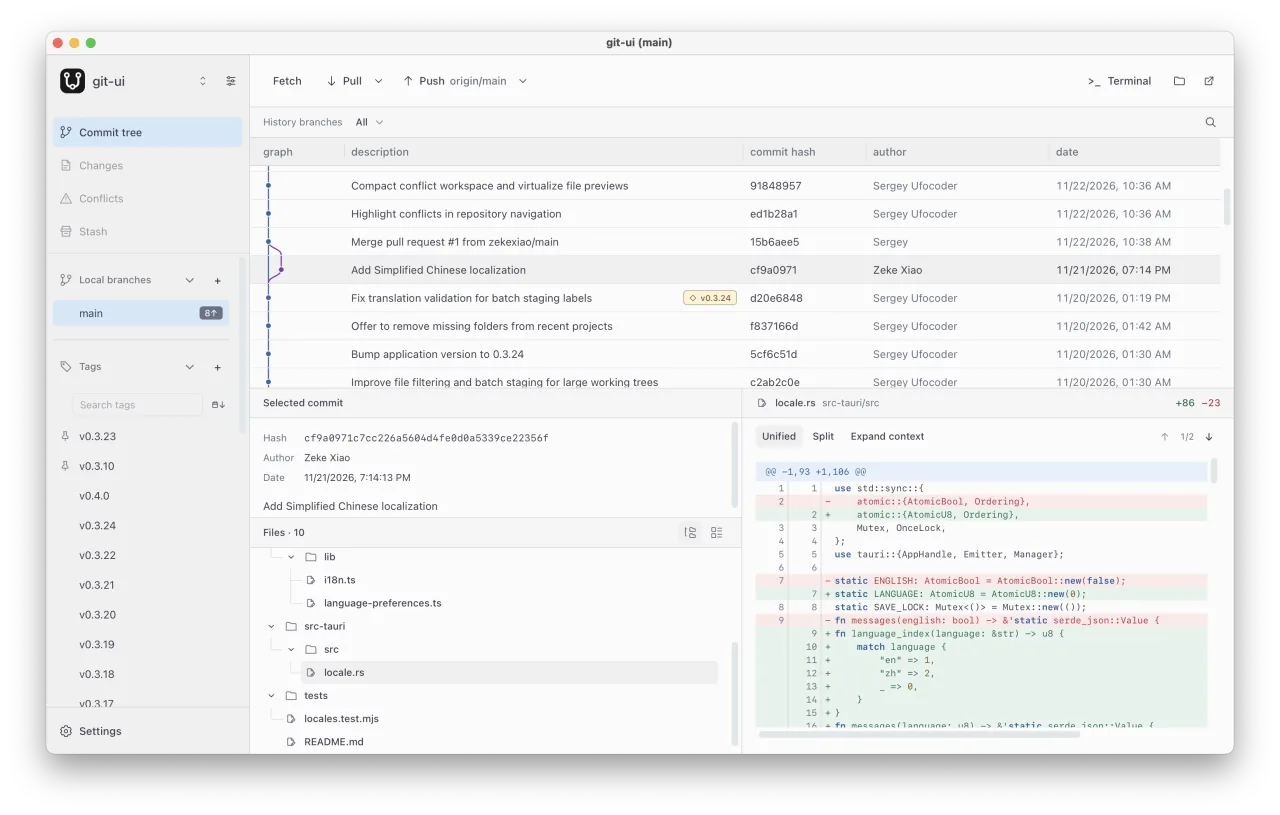 git-ui (main)
git-ui
Fetch Pull Push origin/main >_ Terminal
History branches All
Commit tree
Changes
Conflicts
Stash
Local branches +
main 8↑
Tags +
Search tags
v0.3.23
v0.3.10
v0.4.0
v0.3.24
v0.3.22
v0.3.21
v0.3.20
v0.3.19
v0.3.18
v0.3.17
Settings
graph description commit hash author date
Compact conflict workspace and virtualize file previews 91848957 Sergey Ufocoder 11/22/2026, 10:36 AM
Highlight conflicts in repository navigation ed1b28a1 Sergey Ufocoder 11/22/2026, 10:36 AM
Merge pull request #1 from zekexiao/main 15b6aee5 Sergey 11/22/2026, 10:38 AM
Add Simplified Chinese localization cf9a0971 Zeke Xiao 11/21/2026, 07:14 PM
Fix translation validation for batch staging labels v0.3.24 d20e6848 Sergey Ufocoder 11/20/2026, 01:19 PM
Offer to remove missing folders from recent projects f837166d Sergey Ufocoder 11/20/2026, 01:42 AM
Bump application version to 0.3.24 5cf6c51d Sergey Ufocoder 11/20/2026, 01:30 AM
Improve file filtering and batch staging for large working trees c2ab2c0e Sergey Ufocoder 11/20/2026, 01:30 AM
Selected commit
Hash cf9a0971c7cc226a5604d4fe0d0a5339ce22356f
Author Zeke Xiao
Date 11/21/2026, 7:14:13 PM
Add Simplified Chinese localization
Files · 10
lib
i18n.ts
language-preferences.ts
src-tauri
src
locale.rs
tests
locales.test.mjs
README.md
locale.rs src-tauri/src +86 −23
Unified Split Expand context ↑ 1/2 ↓
@@ −1,93 +1,106 @@
1 1 use std::sync::{
2 - atomic::{AtomicBool, Ordering},
2 + atomic::{AtomicU8, Ordering},
3 3 Mutex, OnceLock,
4 4 };
5 5 use tauri::{AppHandle, Emitter, Manager};
6 6
7 - static ENGLISH: AtomicBool = AtomicBool::new(false);
7 + static LANGUAGE: AtomicU8 = AtomicU8::new(0);
8 8 static SAVE_LOCK: Mutex<()> = Mutex::new(());
9 - fn messages(english: bool) -> &'static serde_json::Value {
9 + fn language_index(language: &str) -> u8 {
10 + match language {
11 + "en" => 1,
12 + "zh" => 2,
13 + _ => 0,
14 + }
15 + }
16 + fn messages(language: u8) -> &'static serde_json::Value {